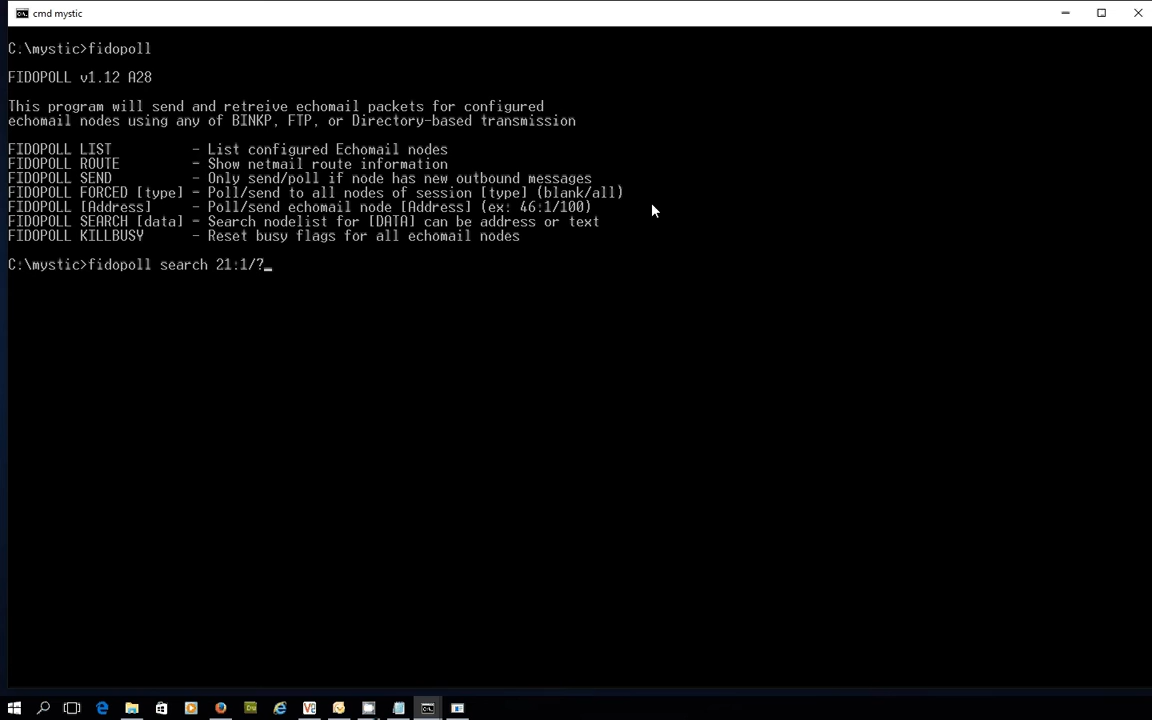 cmd mystic
C:\mystic>fidopoll
FIDOPOLL v1.12 A28
This program will send and retreive echomail packets for configured
echomail nodes using any of BINKP, FTP, or Directory-based transmission
FIDOPOLL LIST - List configured Echomail nodes
FIDOPOLL ROUTE - Show netmail route information
FIDOPOLL SEND - Only send/poll if node has new outbound messages
FIDOPOLL FORCED [type] - Poll/send to all nodes of session [type] (blank/all)
FIDOPOLL [Address] - Poll/send echomail node [Address] (ex: 46:1/100)
FIDOPOLL SEARCH [data] - Search nodelist for [DATA] can be address or text
FIDOPOLL KILLBUSY - Reset busy flags for all echomail nodes
C:\mystic>fidopoll search 21:1/?_